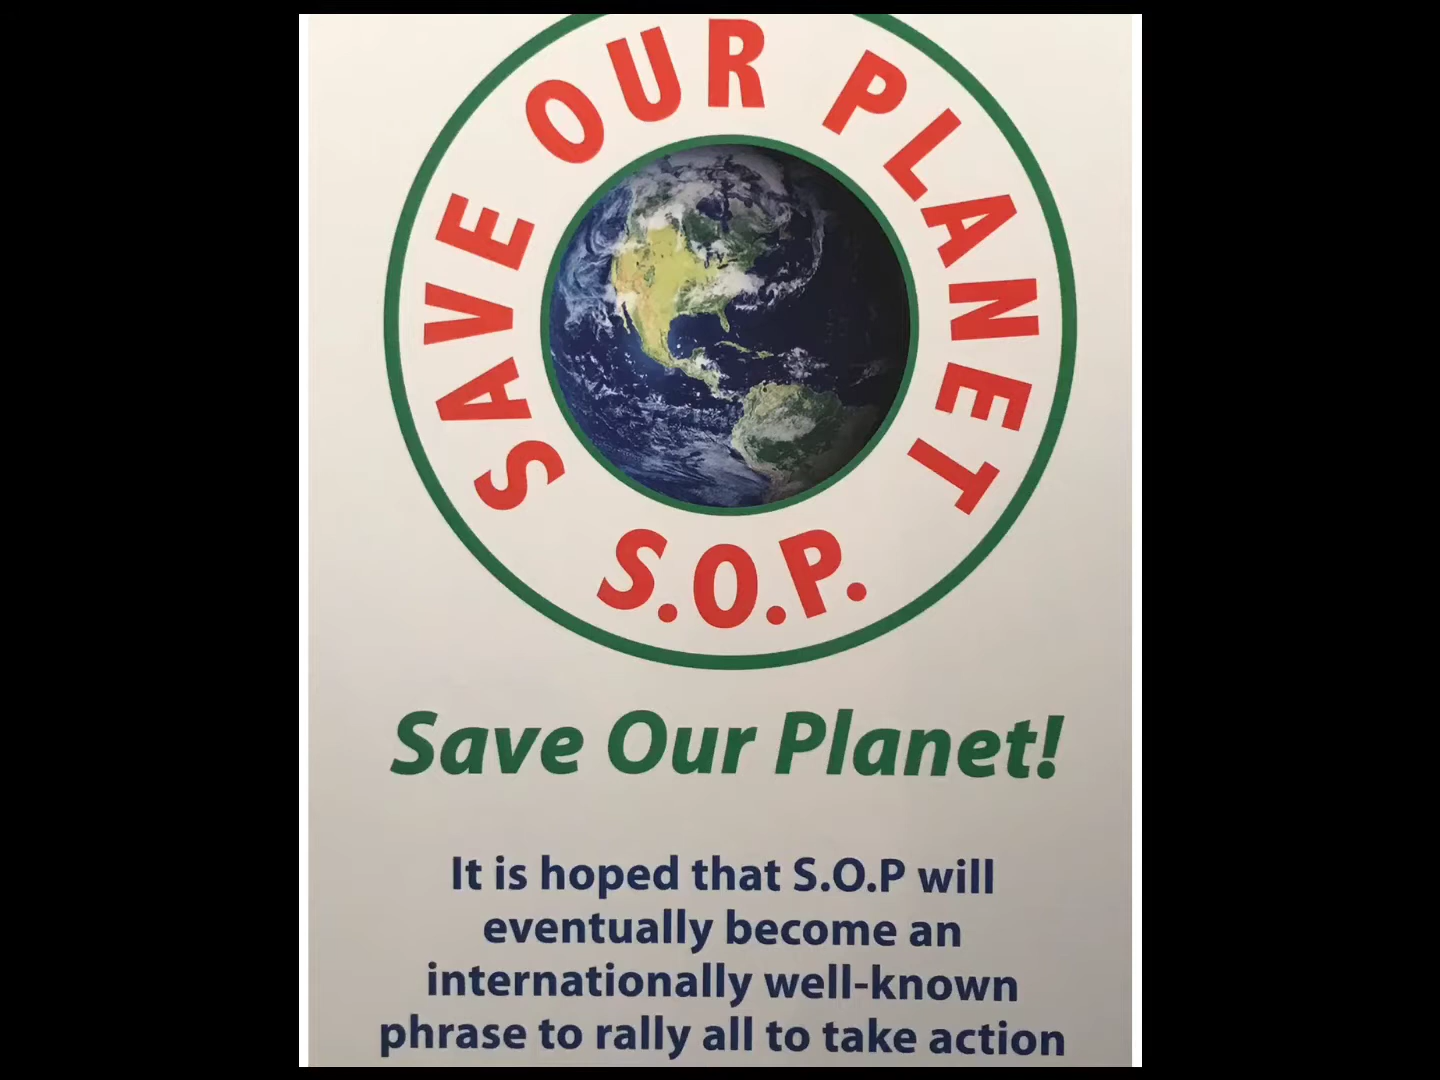 SAVE OUR PLANET
S.O.P.
Save Our Planet!
It is hoped that S.O.P will
eventually become an
internationally well-known
phrase to rally all to take action